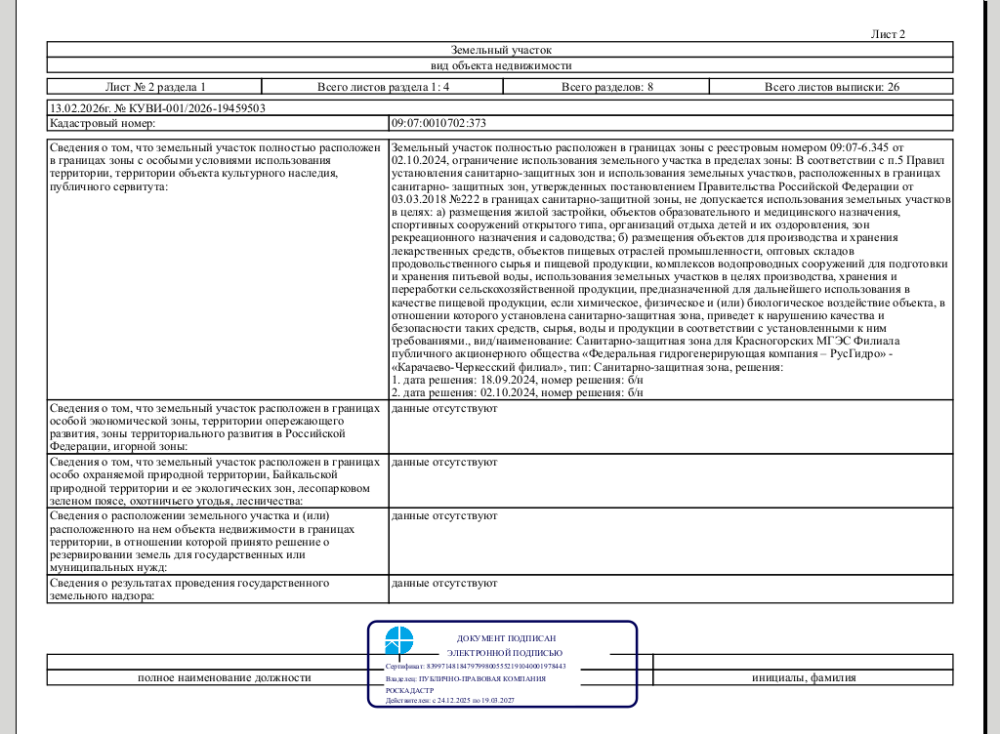 Лист 2
Земельный участок
вид объекта недвижимости
Лист № 2 раздела 1
Всего листов раздела 1: 4
Всего разделов: 8
Всего листов выписки: 26
13.02.2026г. № КУВИ-001/2026-19459503
Кадастровый номер:
09:07:0010702:373
Сведения о том, что земельный участок полностью расположен
в границах зоны с особыми условиями использования
территории, территории объекта культурного наследия,
публичного сервитута:
Земельный участок полностью расположен в границах зоны с реестровым номером 09:07-6.345 от
02.10.2024, ограничение использования земельного участка в пределах зоны: В соответствии с п.5 Правил
установления санитарно-защитных зон и использования земельных участков, расположенных в границах
санитарно- защитных зон, утвержденных постановлением Правительства Российской Федерации от
03.03.2018 №222 в границах санитарно-защитной зоны, не допускается использования земельных участков
в целях: а) размещения жилой застройки, объектов образовательного и медицинского назначения,
спортивных сооружений открытого типа, организаций отдыха детей и их оздоровления, зон
рекреационного назначения и садоводства; б) размещения объектов для производства и хранения
лекарственных средств, объектов пищевых отраслей промышленности, оптовых складов
продовольственного сырья и пищевой продукции, комплексов водопроводных сооружений для подготовки
и хранения питьевой воды, использования земельных участков в целях производства, хранения и
переработки сельскохозяйственной продукции, предназначенной для дальнейшего использования в
качестве пищевой продукции, если химическое, физическое и (или) биологическое воздействие объекта, в
отношении которого установлена санитарно-защитная зона, приведет к нарушению качества и
безопасности таких средств, сырья, воды и продукции в соответствии с установленными к ним
требованиями., вид/наименование: Санитарно-защитная зона для Красногорских МГЭС Филиала
публичного акционерного общества «Федеральная гидрогенерирующая компания – РусГидро» -
«Карачаево-Черкесский филиал», тип: Санитарно-защитная зона, решения:
1. дата решения: 18.09.2024, номер решения: б/н
2. дата решения: 02.10.2024, номер решения: б/н
Сведения о том, что земельный участок расположен в границах
особой экономической зоны, территории опережающего
развития, зоны территориального развития в Российской
Федерации, игорной зоны:
данные отсутствуют
Сведения о том, что земельный участок расположен в границах
особо охраняемой природной территории, Байкальской
природной территории и ее экологических зон, лесопарковом
зеленом поясе, охотничьего угодья, лесничества:
данные отсутствуют
Сведения о расположении земельного участка и (или)
расположенного на нем объекта недвижимости в границах
территории, в отношении которой принято решение о
резервировании земель для государственных или
муниципальных нужд:
данные отсутствуют
Сведения о результатах проведения государственного
земельного надзора:
данные отсутствуют
ДОКУМЕНТ ПОДПИСАН
ЭЛЕКТРОННОЙ ПОДПИСЬЮ
Сертификат: 83997148184797998005552191040001978443
Владелец: ПУБЛИЧНО-ПРАВОВАЯ КОМПАНИЯ
РОСКАДАСТР
Действителен: с 24.12.2025 по 19.03.2027
полное наименование должности
инициалы, фамилия